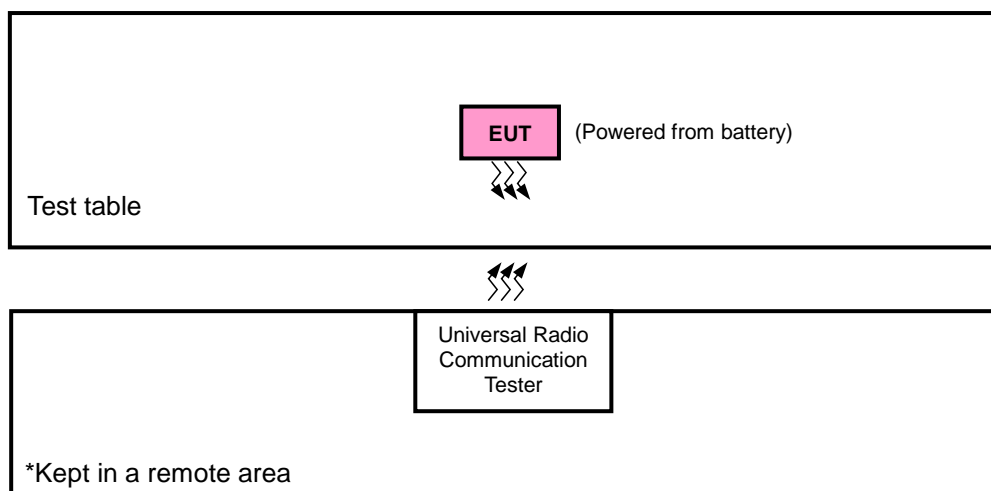 EUT
(Powered from battery)
Test table
Universal Radio
Communication
Tester
*Kept in a remote area